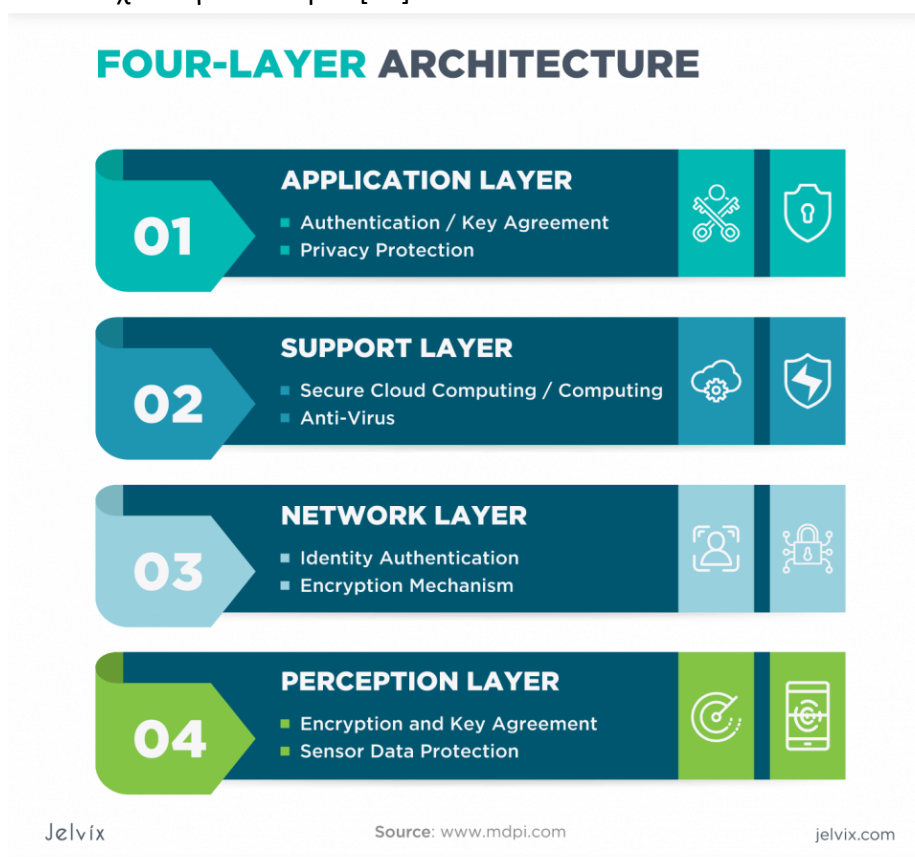 FOUR-LAYER ARCHITECTURE
01
APPLICATION LAYER
Authentication / Key Agreement
Privacy Protection
02
SUPPORT LAYER
Secure Cloud Computing / Computing
Anti-Virus
03
NETWORK LAYER
Identity Authentication
Encryption Mechanism
04
PERCEPTION LAYER
Encryption and Key Agreement
Sensor Data Protection
Jelvix
Source: www.mdpi.com
jelvix.com